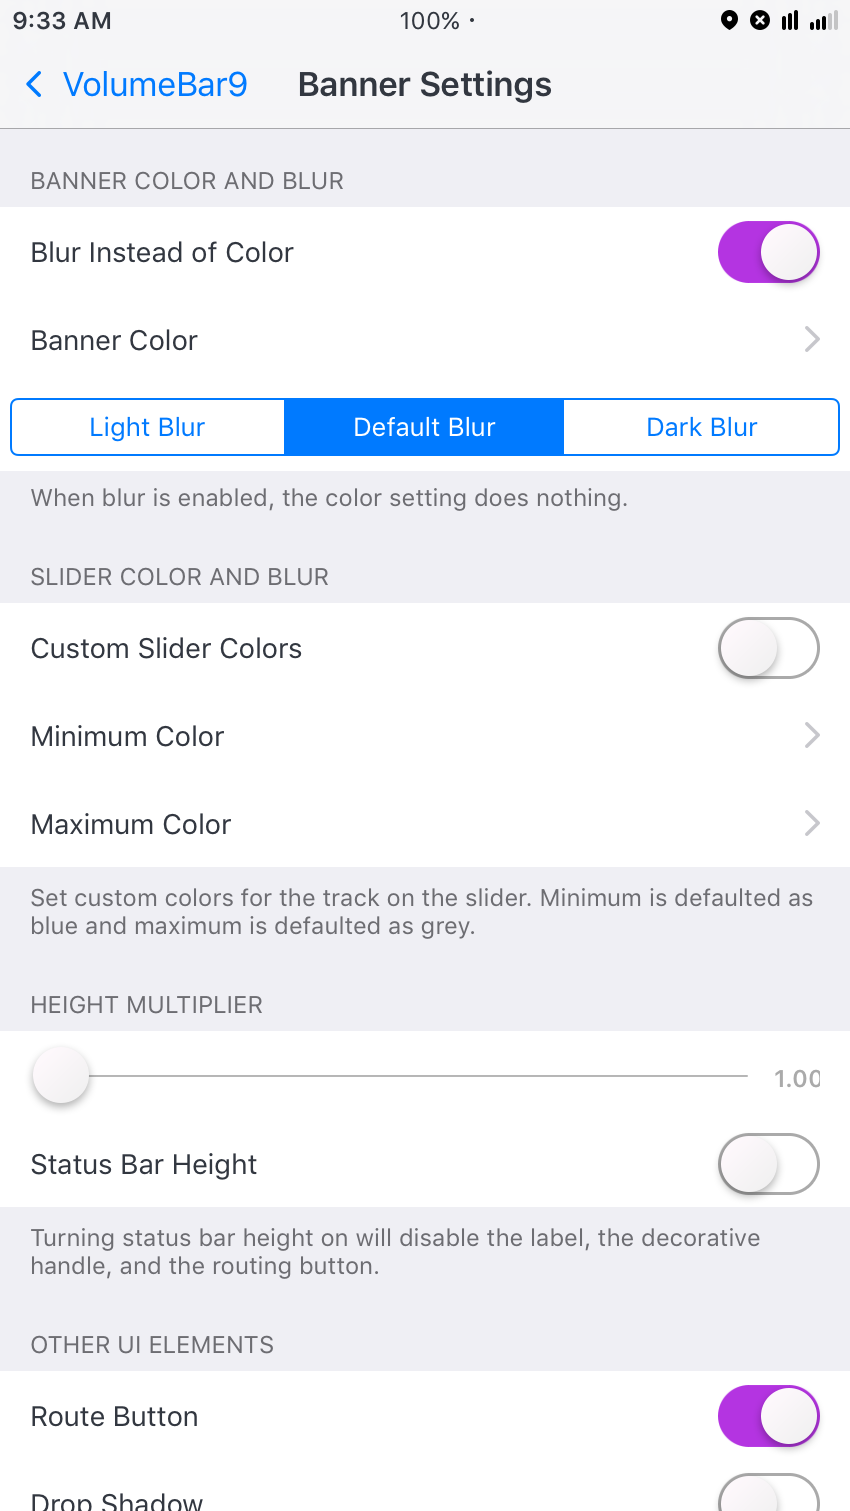 9:33 AM 100% •
VolumeBar9 Banner Settings
BANNER COLOR AND BLUR
Blur Instead of Color
Banner Color
Light Blur Default Blur Dark Blur
When blur is enabled, the color setting does nothing.
SLIDER COLOR AND BLUR
Custom Slider Colors
Minimum Color
Maximum Color
Set custom colors for the track on the slider. Minimum is defaulted as
blue and maximum is defaulted as grey.
HEIGHT MULTIPLIER
1.00
Status Bar Height
Turning status bar height on will disable the label, the decorative
handle, and the routing button.
OTHER UI ELEMENTS
Route Button
Drop Shadow